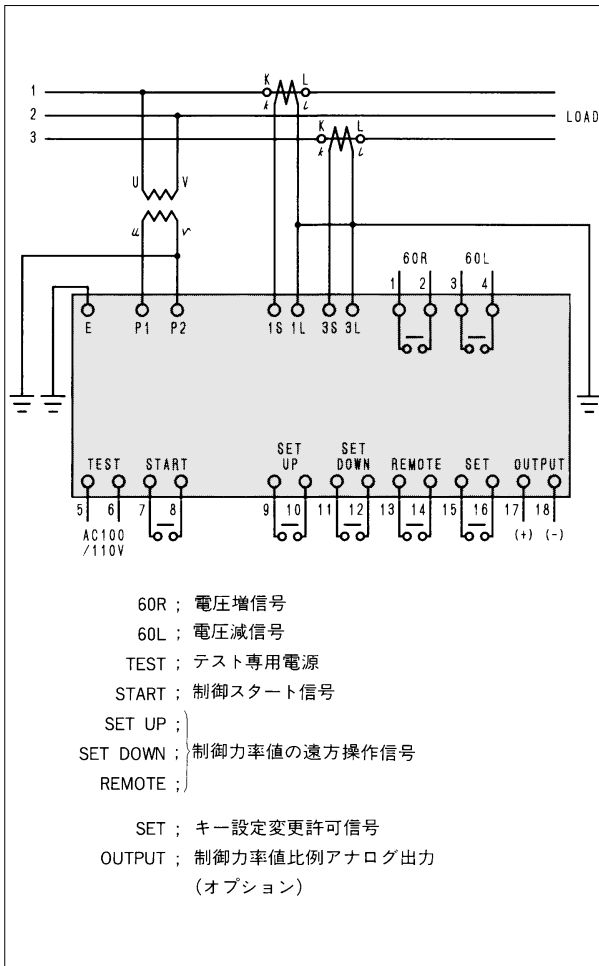 1
2
3
K L
k l
K L
k l
LOAD
U V
u v
60R 60L
1 2 3 4
E P1 P2 1S 1L 3S 3L
TEST START SET UP SET DOWN REMOTE SET OUTPUT
5 6 7 8 9 10 11 12 13 14 15 16 17 18
AC100
/110V
(+) (-)
60R ; 電圧増信号
60L ; 電圧減信号
TEST ; テスト専用電源
START ; 制御スタート信号
SET UP ;
SET DOWN ; 制御力率値の遠方操作信号
REMOTE ;
SET ; キー設定変更許可信号
OUTPUT ; 制御力率値比例アナログ出力
(オプション)